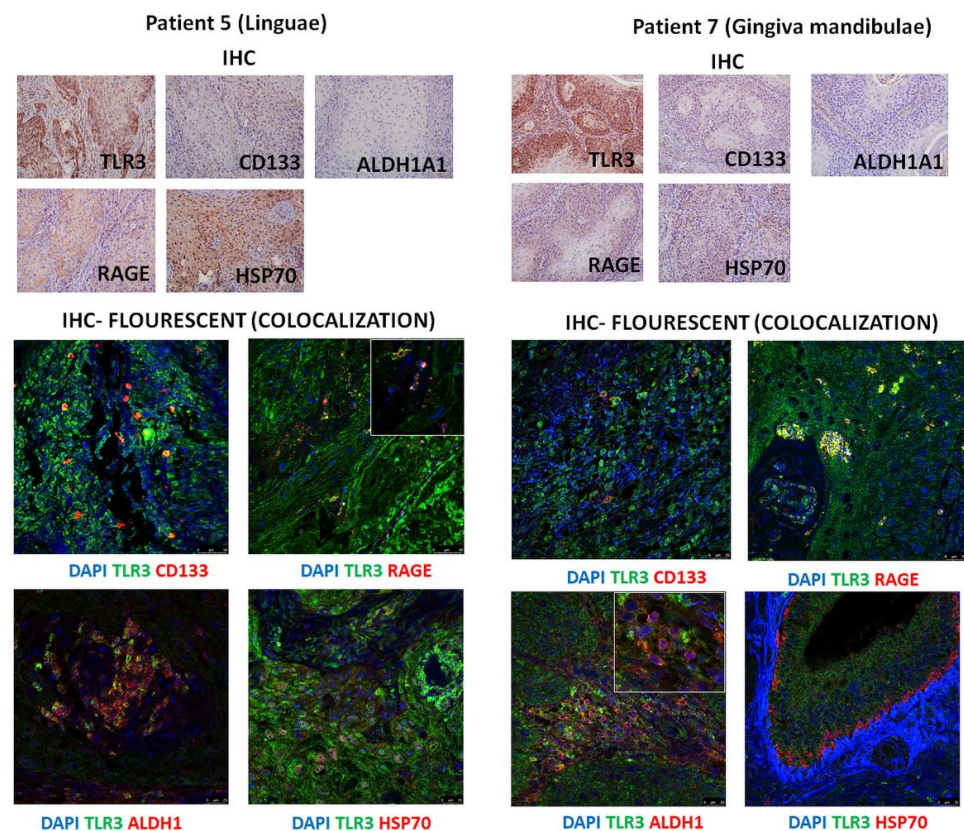 Patient 5 (Linguae)
IHC
TLR3
CD133
ALDH1A1
RAGE
HSP70
IHC- FLOURESCENT (COLOCALIZATION)
DAPI TLR3 CD133
DAPI TLR3 RAGE
DAPI TLR3 ALDH1
DAPI TLR3 HSP70
Patient 7 (Gingiva mandibulae)
IHC
TLR3
CD133
ALDH1A1
RAGE
HSP70
IHC- FLOURESCENT (COLOCALIZATION)
DAPI TLR3 CD133
DAPI TLR3 RAGE
DAPI TLR3 ALDH1
DAPI TLR3 HSP70